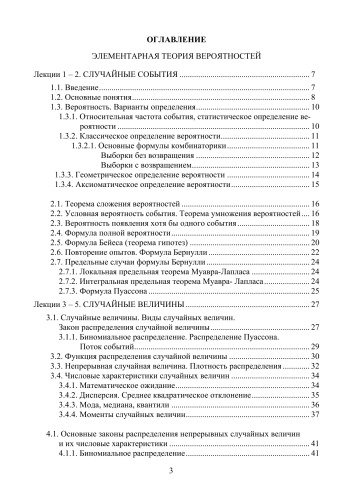 ОГЛАВЛЕНИЕ
ЭЛЕМЕНТАРНАЯ ТЕОРИЯ ВЕРОЯТНОСТЕЙ
Лекции 1 – 2. СЛУЧАЙНЫЕ СОБЫТИЯ ........ 7
1.1. Введение ........ 7
1.2. Основные понятия ........ 8
1.3. Вероятность. Варианты определения ........ 10
1.3.1. Относительная частота события, статистическое определение ве-
роятности ........ 10
1.3.2. Классическое определение вероятности ........ 11
1.3.2.1. Основные формулы комбинаторики ........ 11
Выборки без возвращения ........ 12
Выборки с возвращением ........ 13
1.3.3. Геометрическое определение вероятности ........ 14
1.3.4. Аксиоматическое определение вероятности ........ 15
2.1. Теорема сложения вероятностей ........ 16
2.2. Условная вероятность события. Теорема умножения вероятностей .... 16
2.3. Вероятность появления хотя бы одного события ........ 18
2.4. Формула полной вероятности ........ 19
2.5. Формула Бейеса (теорема гипотез) ........ 20
2.6. Повторение опытов. Формула Бернулли ........ 22
2.7. Предельные случаи формулы Бернулли ........ 24
2.7.1. Локальная предельная теорема Муавра-Лапласа ........ 24
2.7.2. Интегральная предельная теорема Муавра- Лапласа ........ 24
2.7.3. Формула Пуассона ........ 25
Лекции 3 – 5. СЛУЧАЙНЫЕ ВЕЛИЧИНЫ ........ 27
3.1. Случайные величины. Виды случайных величин.
Закон распределения случайной величины ........ 27
3.1.1. Биномиальное распределение. Распределение Пуассона.
Поток событий ........ 29
3.2. Функция распределения случайной величины ........ 30
3.3. Непрерывная случайная величина. Плотность распределения ........ 32
3.4. Числовые характеристики случайных величин ........ 34
3.4.1. Математическое ожидание ........ 34
3.4.2. Дисперсия. Среднее квадратическое отклонение ........ 35
3.4.3. Мода, медиана, квантили ........ 36
3.4.4. Моменты случайных величин ........ 37
4.1. Основные законы распределения непрерывных случайных величин
и их числовые характеристики ........ 41
4.1.1. Биномиальное распределение ........ 41
3